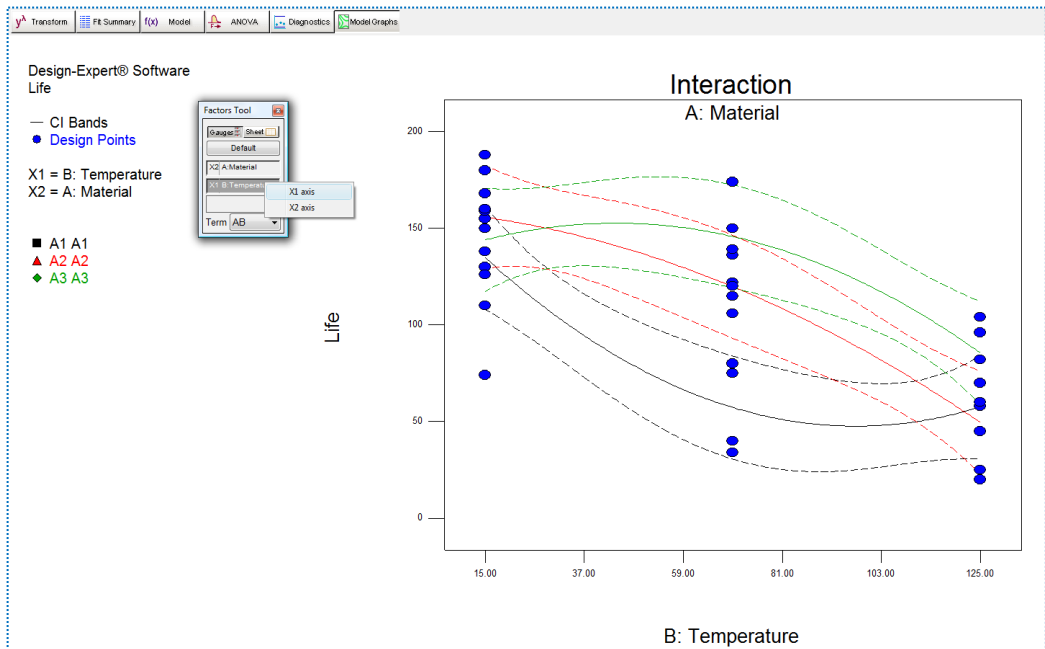 yλ Transform Fit Summary f(x) Model ANOVA Diagnostics Model Graphs
Design-Expert® Software
Life
CI Bands
Design Points
X1 = B: Temperature
X2 = A: Material
A1 A1
A2 A2
A3 A3
Factors Tool
Gauges Sheet
Default
X2 A:Material
X1 B:Temperatu
X1 axis
X2 axis
Term AB
Interaction
A: Material
Life
200
150
100
50
0
15.00 37.00 59.00 81.00 103.00 125.00
B: Temperature